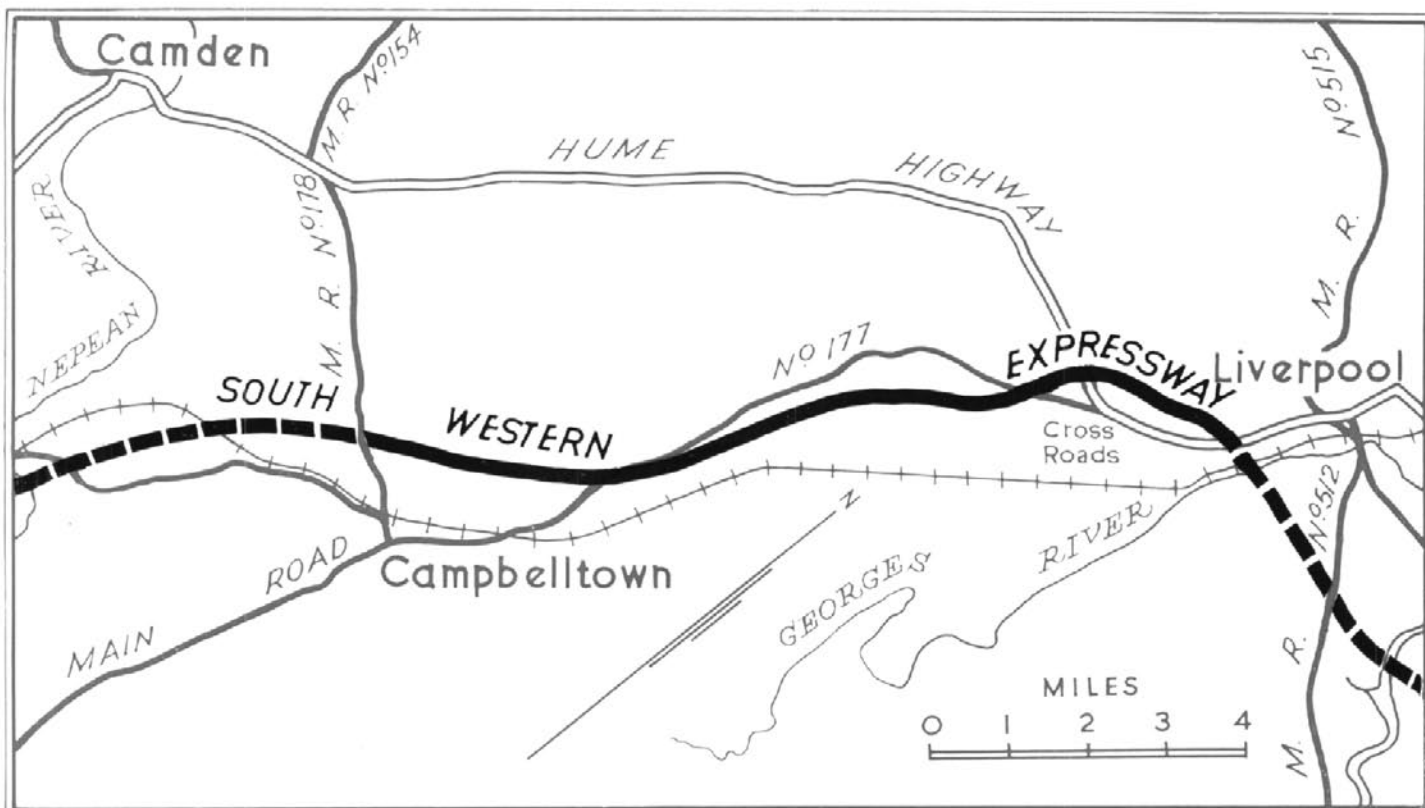 Camden
M. R. Nº 154
M. R. Nº 515
HUME HIGHWAY
NEPEAN RIVER
M. R. Nº 178
Nº 177
SOUTH WESTERN EXPRESSWAY
Liverpool
Cross
Roads
M. R. Nº 512
MAIN ROAD
Campbelltown
N
GEORGES RIVER
MILES
0 1 2 3 4